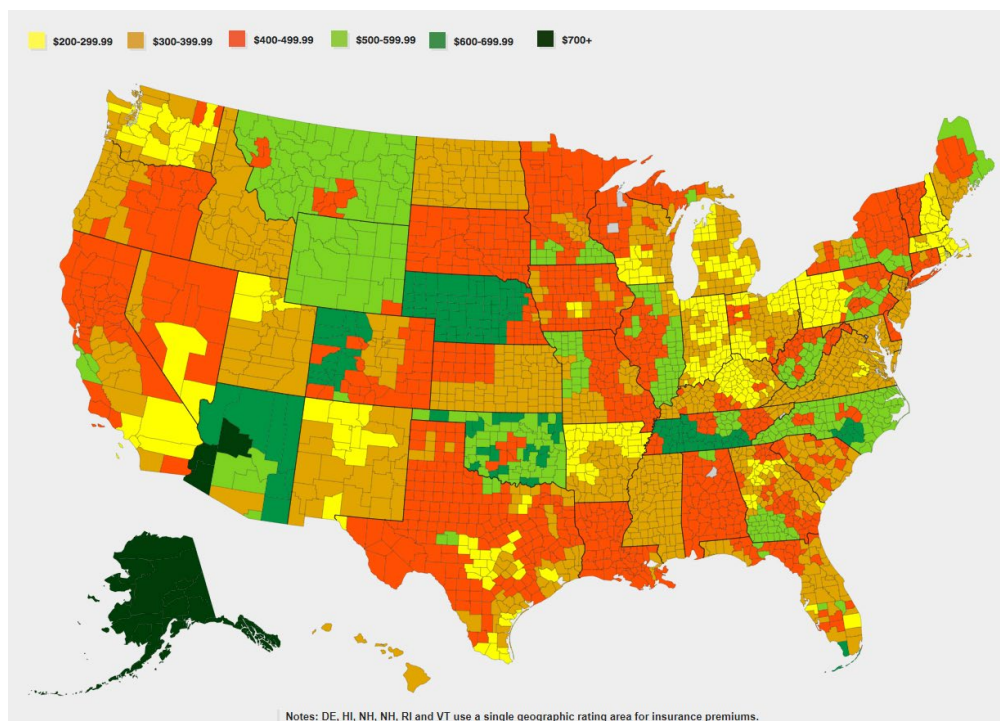 $200-299.99 $300-399.99 $400-499.99 $500-599.99 $600-699.99 $700+
Notes: DE, HI, NH, NH, RI and VT use a single geographic rating area for insurance premiums.